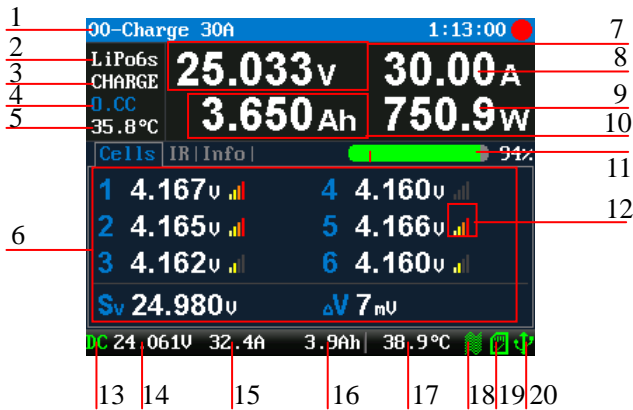 1 00-Charge 30A 1:13:00 7
2 LiPo6s 25.033V 30.00A 8
3 CHARGE
4 0.CC 3.650Ah 750.9W 9
5 35.8°C 10
Cells IR|Info| 94% 11
1 4.167V 4 4.160V
2 4.165V 5 4.166V 12
6 3 4.162V 6 4.160V
Sv 24.980V △V 7mV
DC 24.061V 32.4A 3.9Ah| 38.9°C
13 14 15 16 17 18 19 20